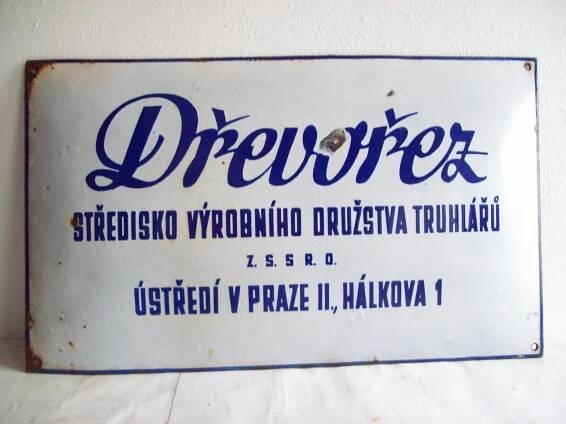 Dřevořez
STŘEDISKO VÝROBNÍHO DRUŽSTVA TRUHLÁŘŮ
Z. S. S R. O.
ÚSTŘEDÍ V PRAZE II., HÁLKOVA 1